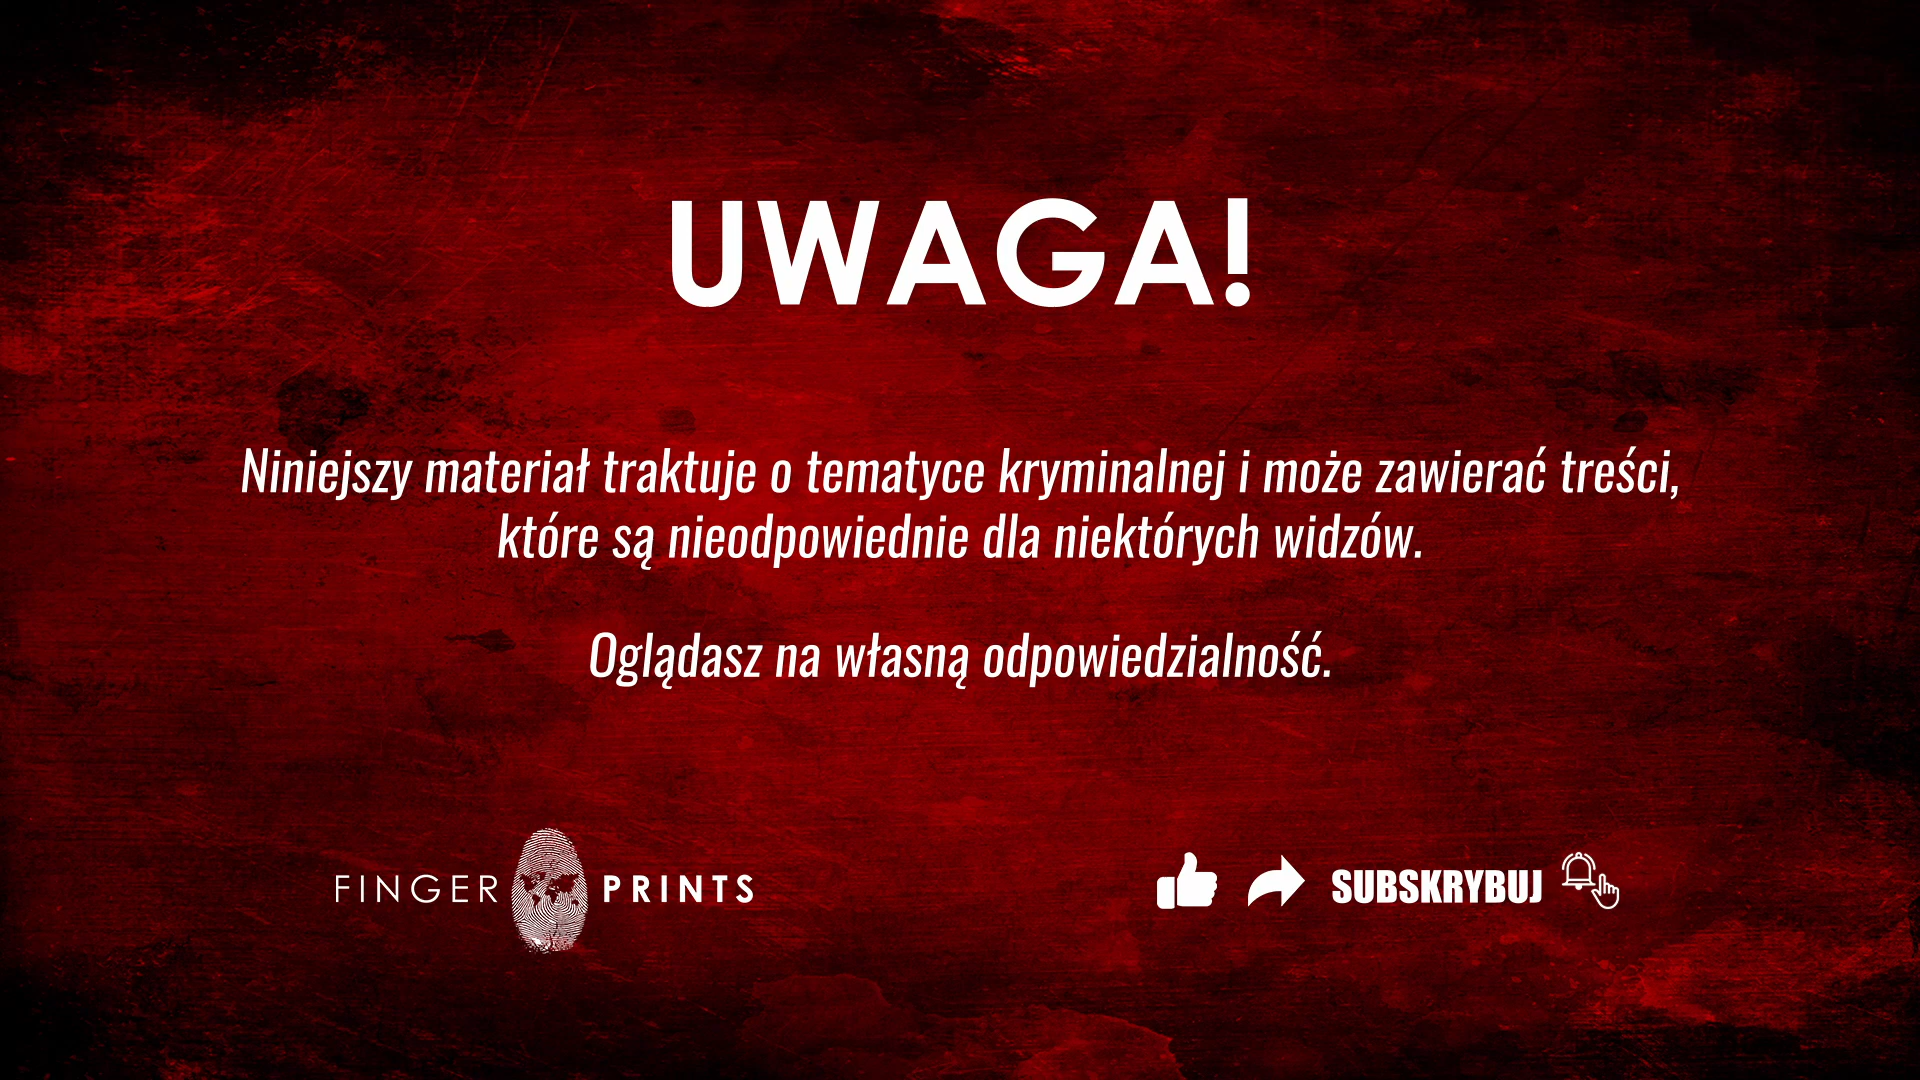 UWAGA!
Niniejszy materiał traktuje o tematyce kryminalnej i może zawierać treści,
które są nieodpowiednie dla niektórych widzów.
Oglądasz na własną odpowiedzialność.
FINGER PRINTS
SUBSKRYBUJ